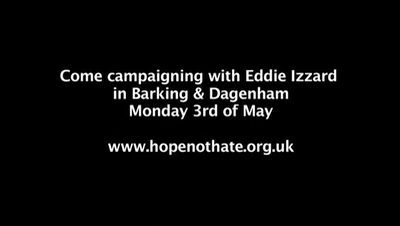 Come campaigning with Eddie Izzard
in Barking & Dagenham
Monday 3rd of May
www.hopenothate.org.uk